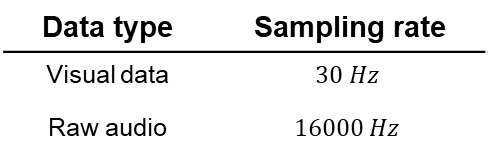 Data type Sampling rate
Visual data 30 Hz
Raw audio 16000 Hz